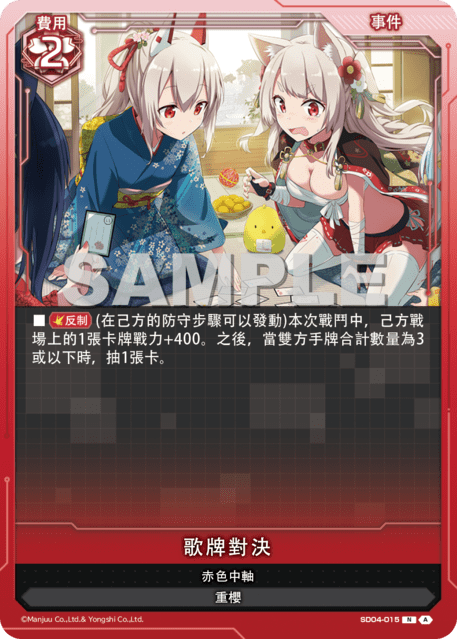 費用
事件
2
SAMPLE
■ 反制 (在己方的防守步驟可以發動)本次戰鬥中，己方戰
場上的1張卡牌戰力+400。之後，當雙方手牌合計數量為3
或以下時，抽1張卡。
歌牌對決
赤色中軸
重櫻
©Manjuu Co.,Ltd.& Yongshi Co.,Ltd.
SD04-015 N A